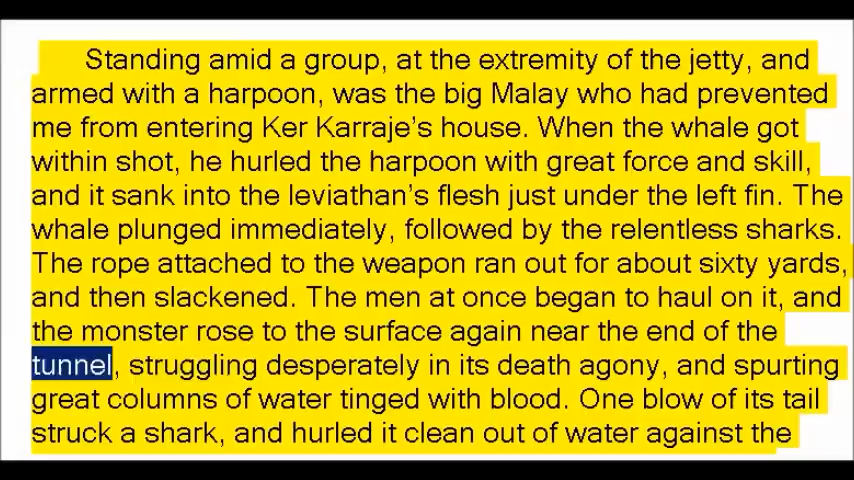 Standing amid a group, at the extremity of the jetty, and
armed with a harpoon, was the big Malay who had prevented
me from entering Ker Karraje’s house. When the whale got
within shot, he hurled the harpoon with great force and skill,
and it sank into the leviathan’s flesh just under the left fin. The
whale plunged immediately, followed by the relentless sharks.
The rope attached to the weapon ran out for about sixty yards,
and then slackened. The men at once began to haul on it, and
the monster rose to the surface again near the end of the
tunnel, struggling desperately in its death agony, and spurting
great columns of water tinged with blood. One blow of its tail
struck a shark, and hurled it clean out of water against the